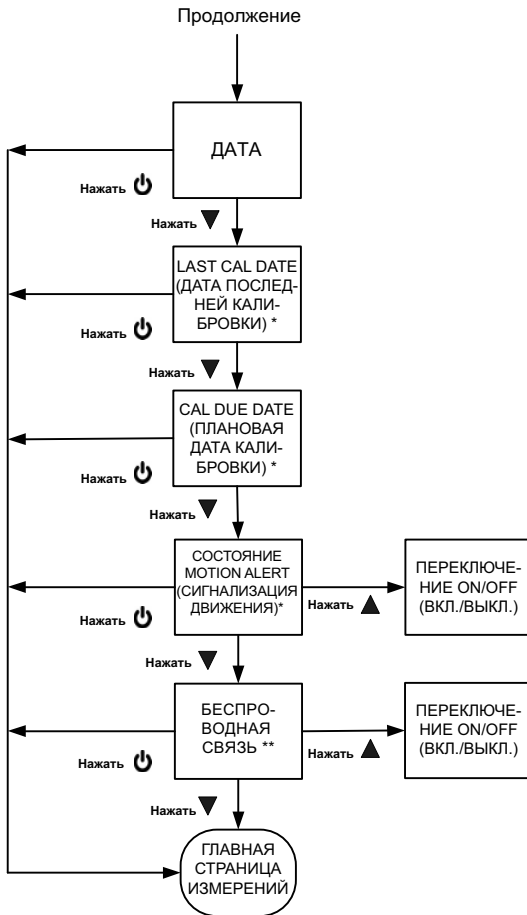 Продолжение
ДАТА
Нажать
Нажать
LAST CAL DATE
(ДАТА ПОСЛЕД-
НЕЙ КАЛИ-
БРОВКИ) *
Нажать
Нажать
CAL DUE DATE
(ПЛАНОВАЯ
ДАТА КАЛИ-
БРОВКИ) *
Нажать
Нажать
СОСТОЯНИЕ
MOTION ALERT
(СИГНАЛИЗАЦИЯ
ДВИЖЕНИЯ)*
Нажать
ПЕРЕКЛЮЧЕ-
НИЕ ON/OFF
(ВКЛ./ВЫКЛ.)
Нажать
Нажать
БЕСПРО-
ВОДНАЯ
СВЯЗЬ **
Нажать
ПЕРЕКЛЮЧЕ-
НИЕ ON/OFF
(ВКЛ./ВЫКЛ.)
Нажать
Нажать
ГЛАВНАЯ
СТРАНИЦА
ИЗМЕРЕНИЙ